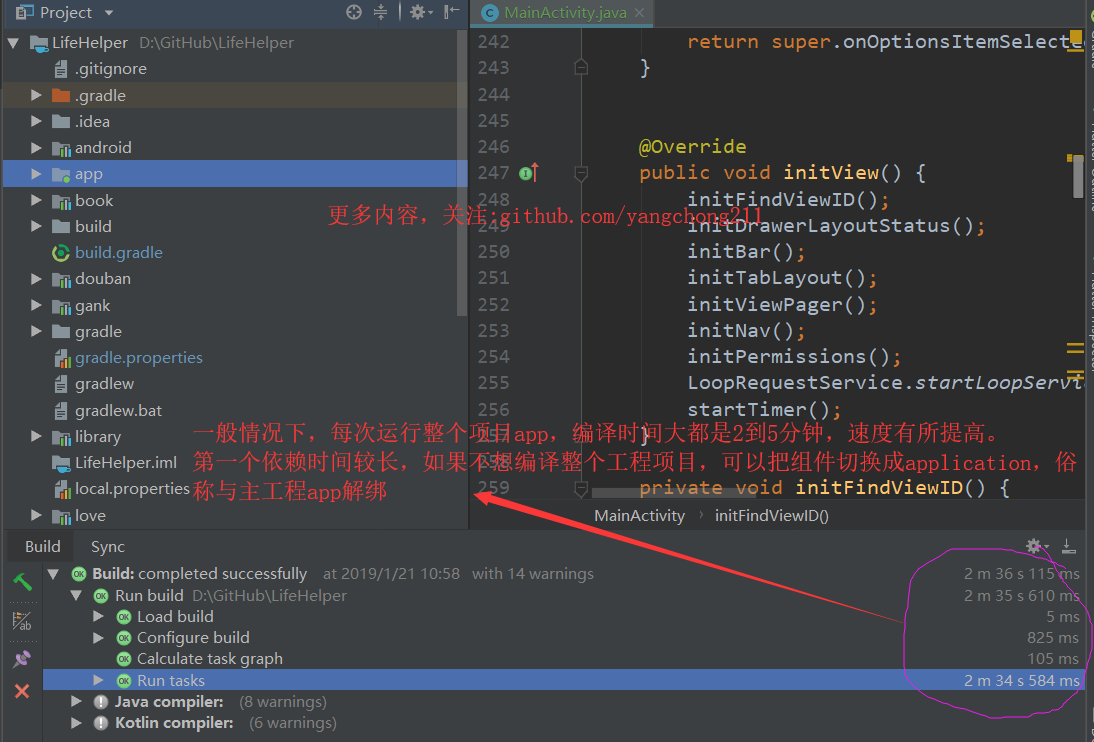 Project
MainActivity.java
LifeHelper D:\GitHub\LifeHelper
.gitignore
.gradle
.idea
android
app
book
build
build.gradle
douban
gank
gradle
gradle.properties
gradlew
gradlew.bat
library
LifeHelper.iml
local.properties
love
242 return super.onOptionsItemSelecte
243 }
244
245
246 @Override
247 public void initView() {
248 initFindViewID();
249 initDrawerLayoutStatus();
250 initBar();
251 initTabLayout();
252 initViewPager();
253 initNav();
254 initPermissions();
255 LoopRequestService.startLoopServi
256 startTimer();
257 }
258
259 private void initFindViewID() {
更多内容，关注:github.com/yangchong211
一般情况下，每次运行整个项目app，编译时间大都是2到5分钟，速度有所提高。
第一个依赖时间较长，如果不想编译整个工程项目，可以把组件切换成application，俗
称与主工程app解绑
MainActivity › initFindViewID()
Build Sync
Build: completed successfully at 2019/1/21 10:58 with 14 warnings 2 m 36 s 115 ms
Run build D:\GitHub\LifeHelper 2 m 35 s 610 ms
Load build 5 ms
Configure build 825 ms
Calculate task graph 105 ms
Run tasks 2 m 34 s 584 ms
Java compiler: (8 warnings)
Kotlin compiler: (6 warnings)